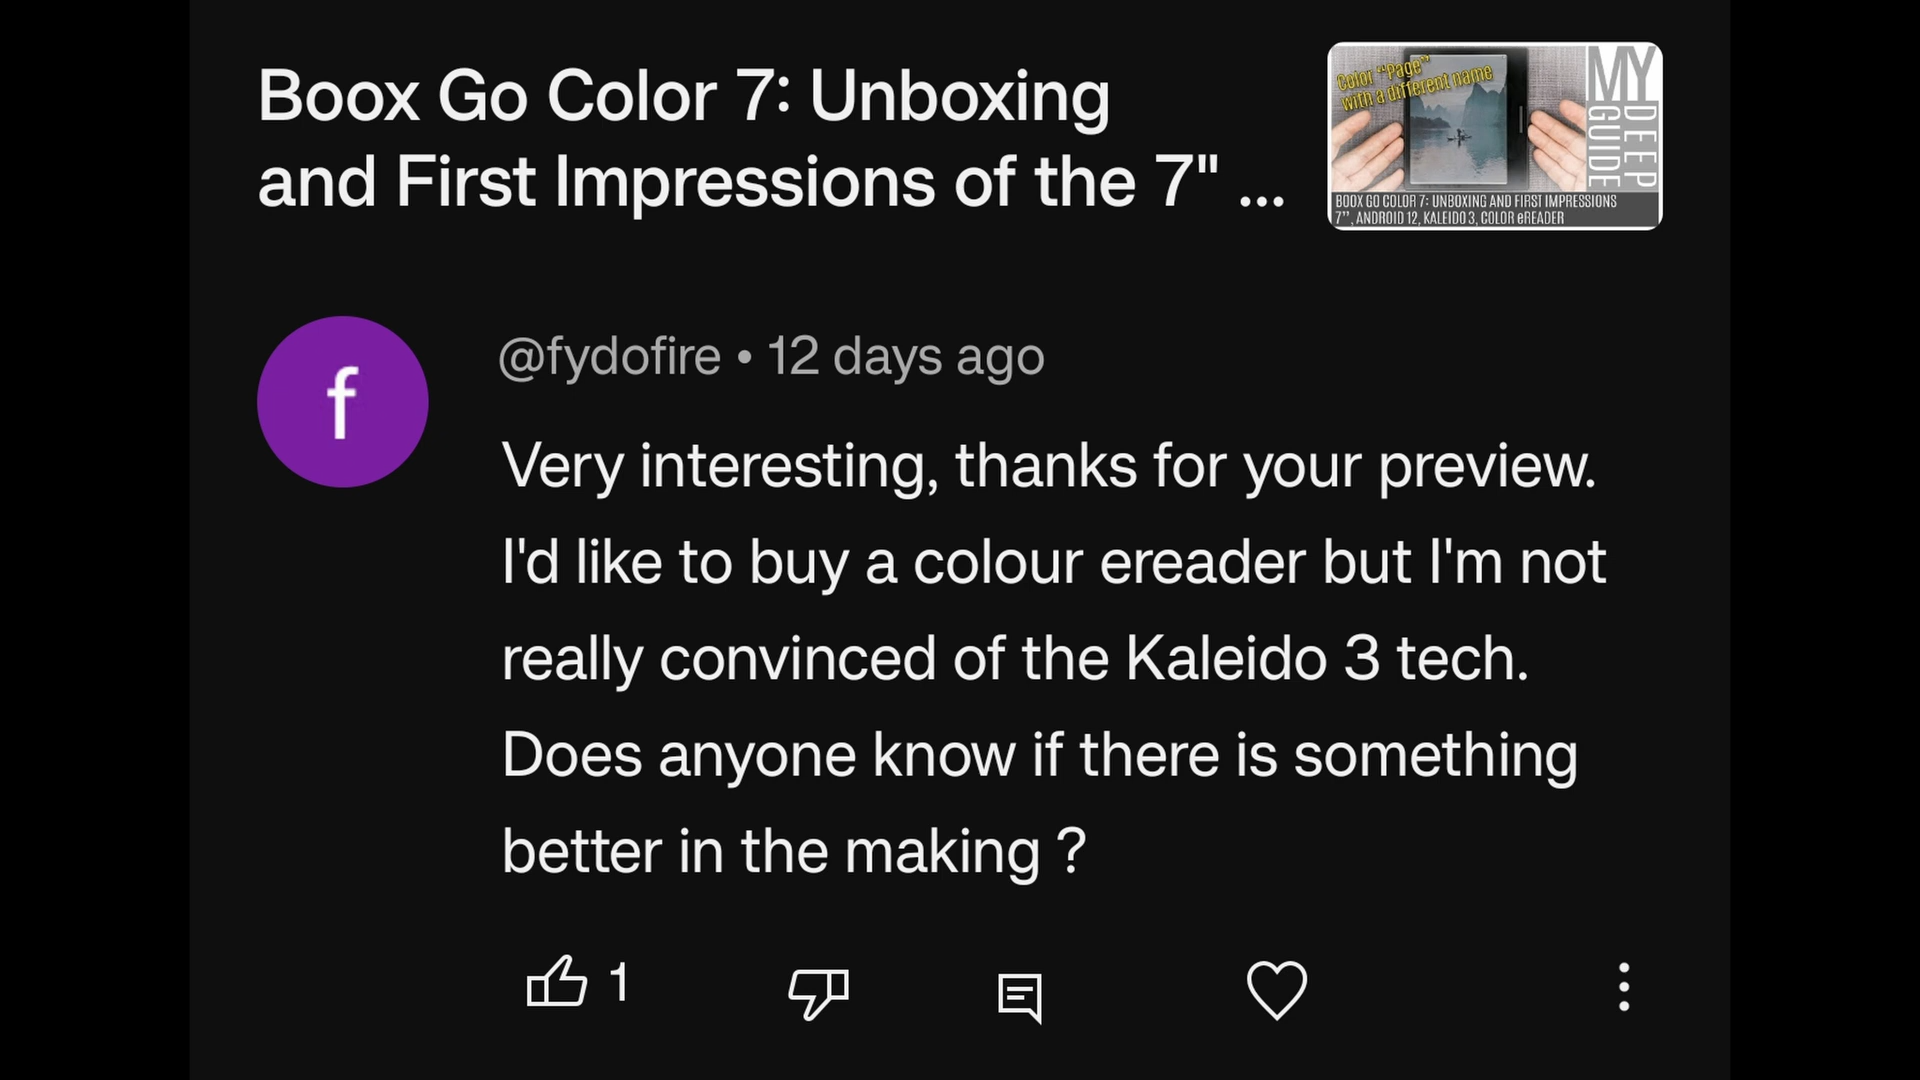 Boox Go Color 7: Unboxing
and First Impressions of the 7" ...
Color "Page"
with a different name
MY
DEEP
GUIDE
BOOX GO COLOR 7: UNBOXING AND FIRST IMPRESSIONS
7", ANDROID 12, KALEIDO 3, COLOR eREADER
f
@fydofire • 12 days ago
Very interesting, thanks for your preview.
I'd like to buy a colour ereader but I'm not
really convinced of the Kaleido 3 tech.
Does anyone know if there is something
better in the making ?
1